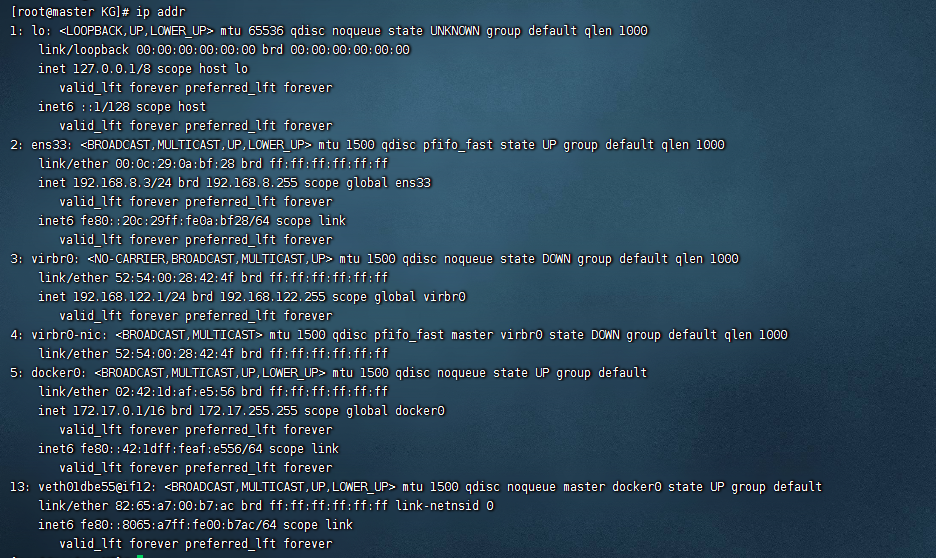 [root@master KG]# ip addr
1: lo: <LOOPBACK,UP,LOWER_UP> mtu 65536 qdisc noqueue state UNKNOWN group default qlen 1000
    link/loopback 00:00:00:00:00:00 brd 00:00:00:00:00:00
    inet 127.0.0.1/8 scope host lo
       valid_lft forever preferred_lft forever
    inet6 ::1/128 scope host
       valid_lft forever preferred_lft forever
2: ens33: <BROADCAST,MULTICAST,UP,LOWER_UP> mtu 1500 qdisc pfifo_fast state UP group default qlen 1000
    link/ether 00:0c:29:0a:bf:28 brd ff:ff:ff:ff:ff:ff
    inet 192.168.8.3/24 brd 192.168.8.255 scope global ens33
       valid_lft forever preferred_lft forever
    inet6 fe80::20c:29ff:fe0a:bf28/64 scope link
       valid_lft forever preferred_lft forever
3: virbr0: <NO-CARRIER,BROADCAST,MULTICAST,UP> mtu 1500 qdisc noqueue state DOWN group default qlen 1000
    link/ether 52:54:00:28:42:4f brd ff:ff:ff:ff:ff:ff
    inet 192.168.122.1/24 brd 192.168.122.255 scope global virbr0
       valid_lft forever preferred_lft forever
4: virbr0-nic: <BROADCAST,MULTICAST> mtu 1500 qdisc pfifo_fast master virbr0 state DOWN group default qlen 1000
    link/ether 52:54:00:28:42:4f brd ff:ff:ff:ff:ff:ff
5: docker0: <BROADCAST,MULTICAST,UP,LOWER_UP> mtu 1500 qdisc noqueue state UP group default
    link/ether 02:42:1d:af:e5:56 brd ff:ff:ff:ff:ff:ff
    inet 172.17.0.1/16 brd 172.17.255.255 scope global docker0
       valid_lft forever preferred_lft forever
    inet6 fe80::42:1dff:feaf:e556/64 scope link
       valid_lft forever preferred_lft forever
13: veth01dbe55@if12: <BROADCAST,MULTICAST,UP,LOWER_UP> mtu 1500 qdisc noqueue master docker0 state UP group default
    link/ether 82:65:a7:00:b7:ac brd ff:ff:ff:ff:ff:ff link-netnsid 0
    inet6 fe80::8065:a7ff:fe00:b7ac/64 scope link
       valid_lft forever preferred_lft forever